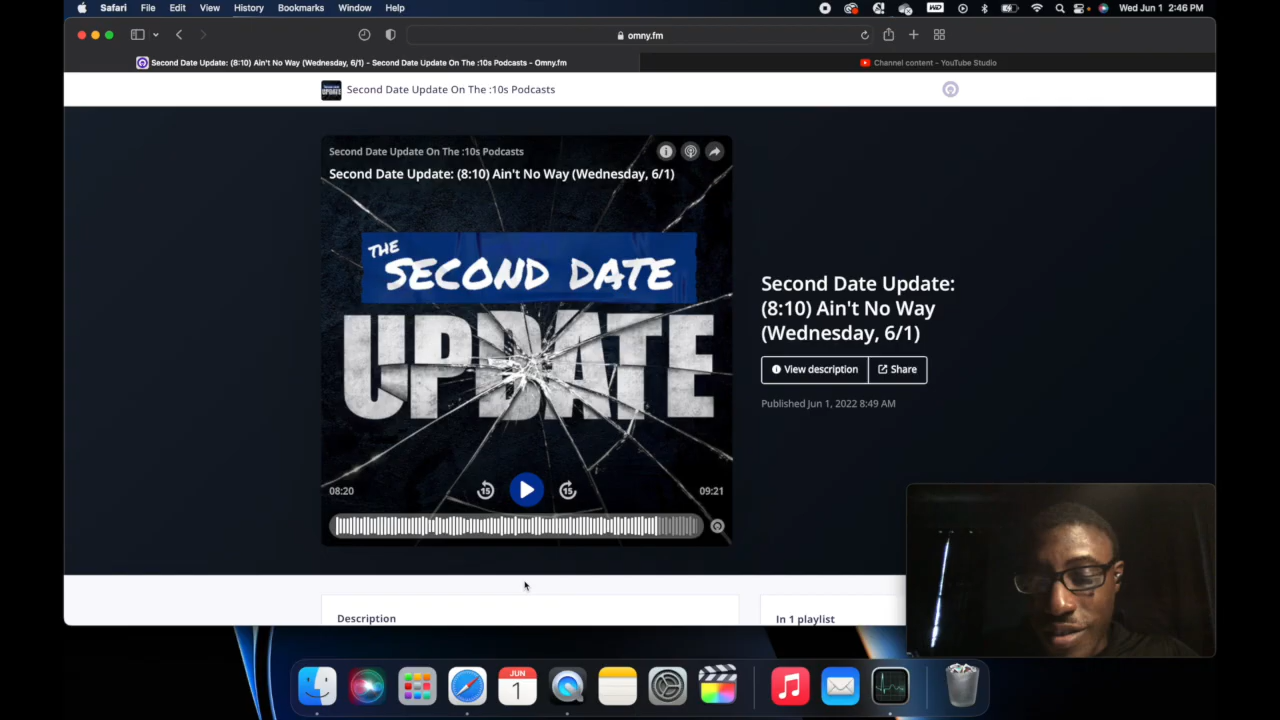 Safari File Edit View History Bookmarks Window Help
WD
Wed Jun 1 2:46 PM
omny.fm
Second Date Update: (8:10) Ain't No Way (Wednesday, 6/1) – Second Date Update On The :10s Podcasts – Omny.fm
Channel content – YouTube Studio
UPDATE
Second Date Update On The :10s Podcasts
Second Date Update On The :10s Podcasts
Second Date Update: (8:10) Ain't No Way (Wednesday, 6/1)
THE
SECOND DATE
UPDATE
15
15
08:20
09:21
Second Date Update:
(8:10) Ain't No Way
(Wednesday, 6/1)
View description
Share
Published Jun 1, 2022 8:49 AM
Description
In 1 playlist
JUN
1